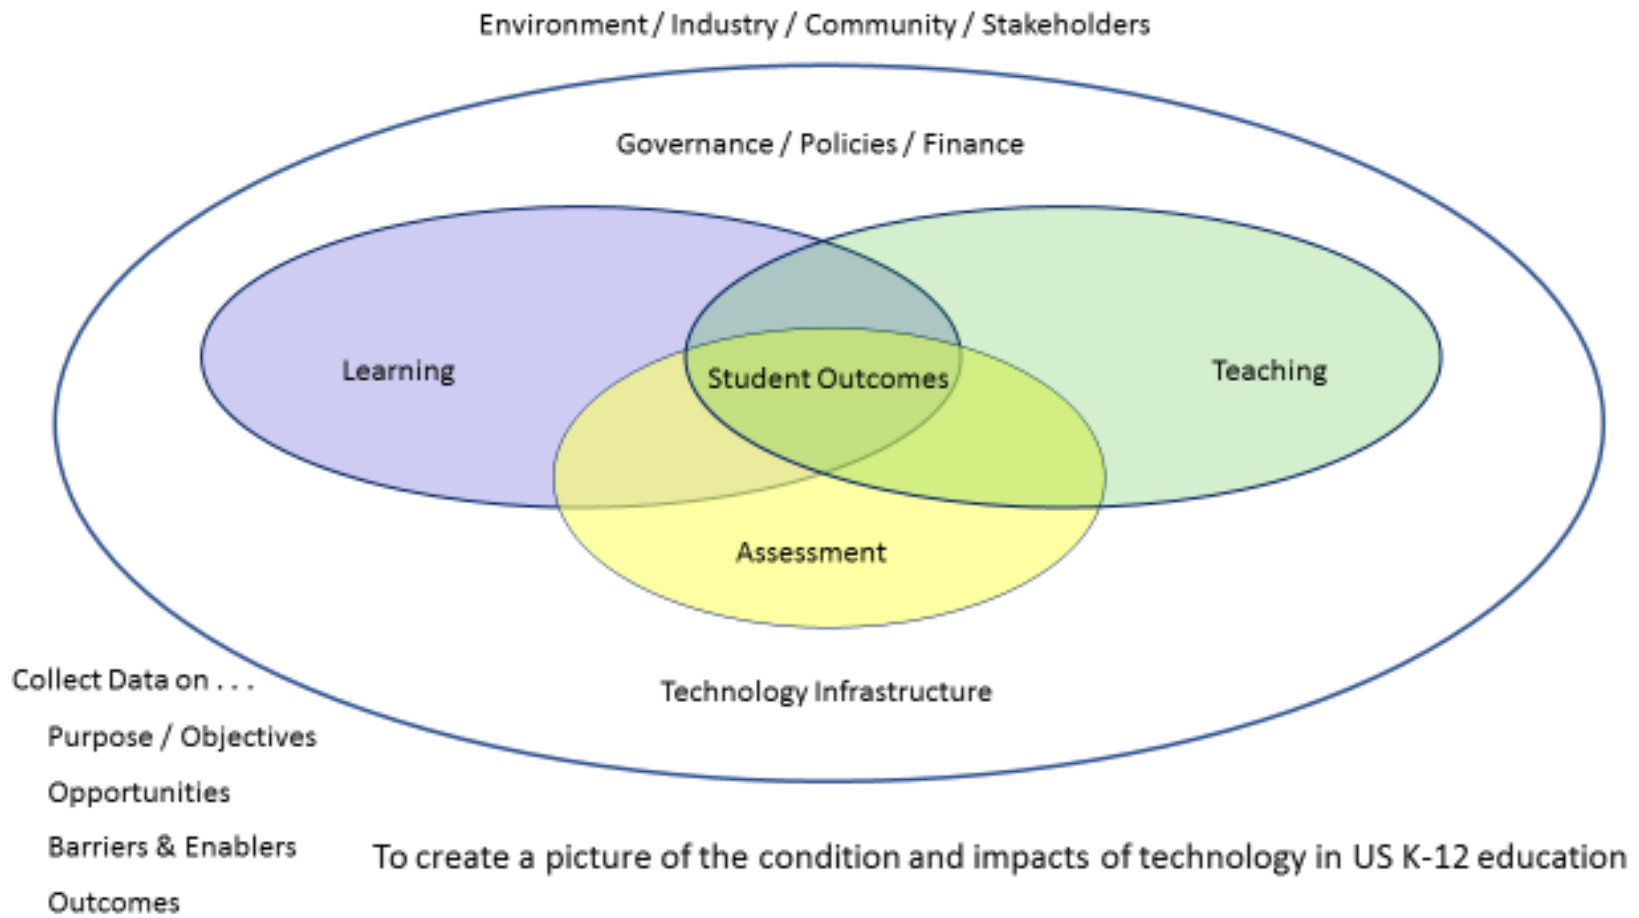 Environment / Industry / Community / Stakeholders
Governance / Policies / Finance
Learning
Student Outcomes
Teaching
Assessment
Technology Infrastructure
Collect Data on . . .
Purpose / Objectives
Opportunities
Barriers & Enablers
Outcomes
To create a picture of the condition and impacts of technology in US K-12 education